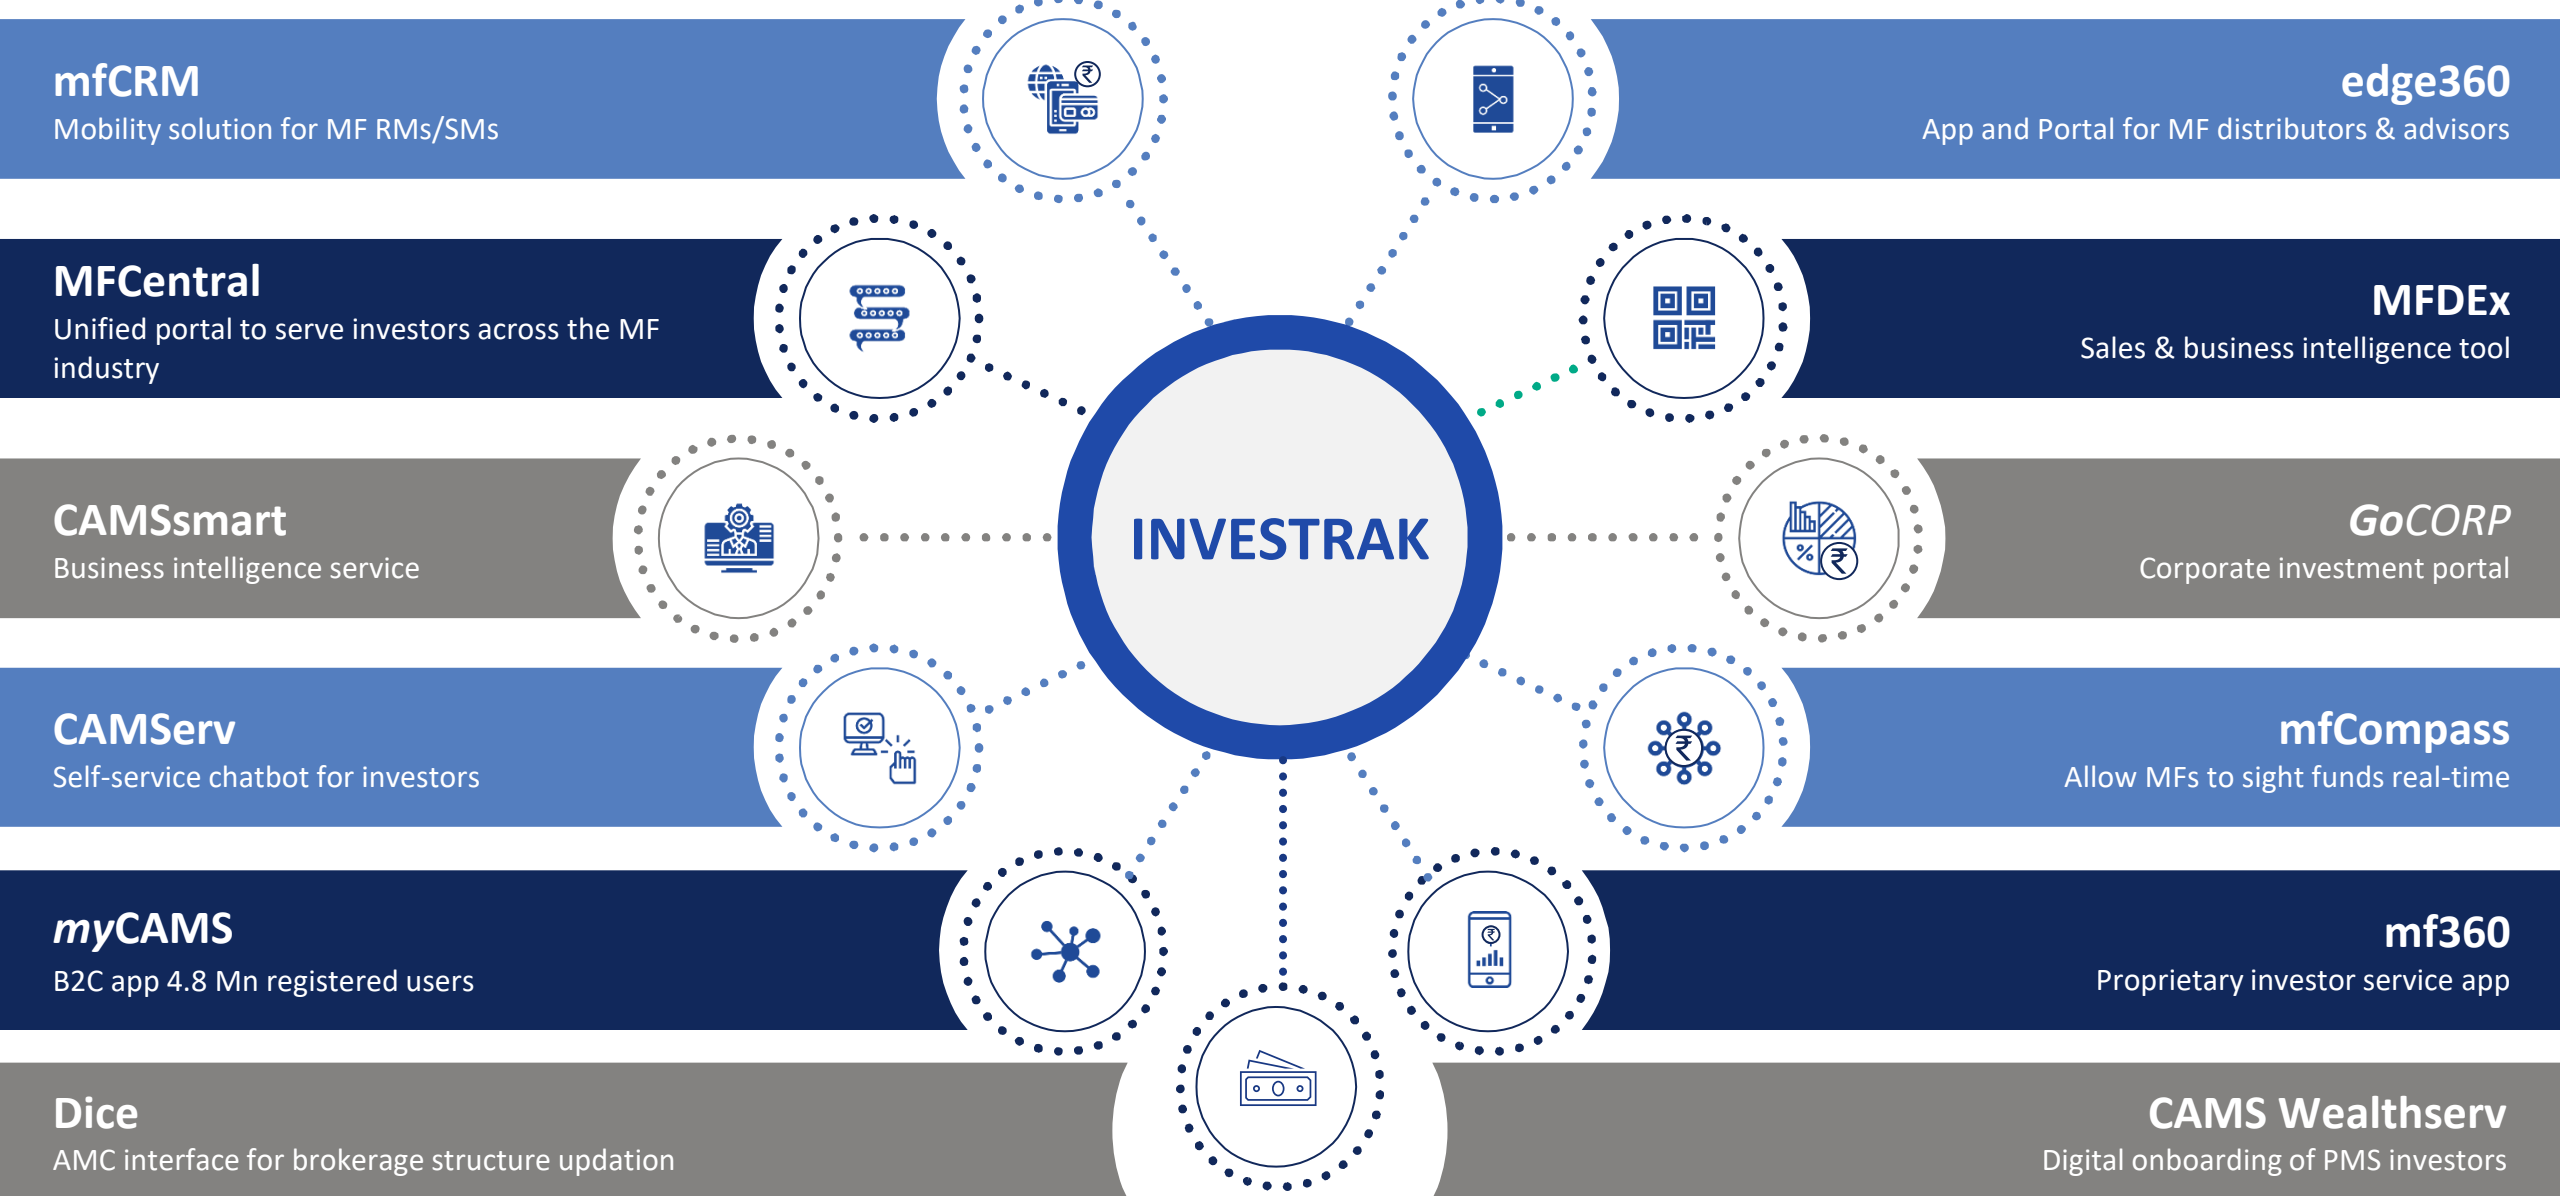 mfCRM
Mobility solution for MF RMs/SMs
edge360
App and Portal for MF distributors & advisors
MFCentral
Unified portal to serve investors across the MF
industry
MFDEx
Sales & business intelligence tool
CAMSsmart
Business intelligence service
INVESTRAK
GoCORP
Corporate investment portal
CAMServ
Self-service chatbot for investors
mfCompass
Allow MFs to sight funds real-time
myCAMS
B2C app 4.8 Mn registered users
mf360
Proprietary investor service app
Dice
AMC interface for brokerage structure updation
CAMS Wealthserv
Digital onboarding of PMS investors